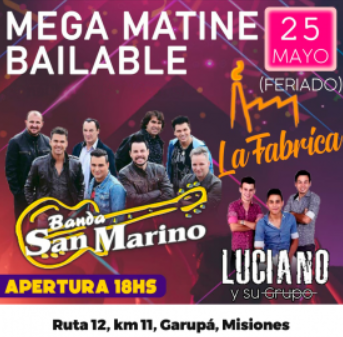 MEGA MATINE
BAILABLE
25
MAYO
(FERIADO)
La Fabrica
Banda
San Marino
LUCIANO
y su Grupo
APERTURA 18HS
Ruta 12, km 11, Garupá, Misiones